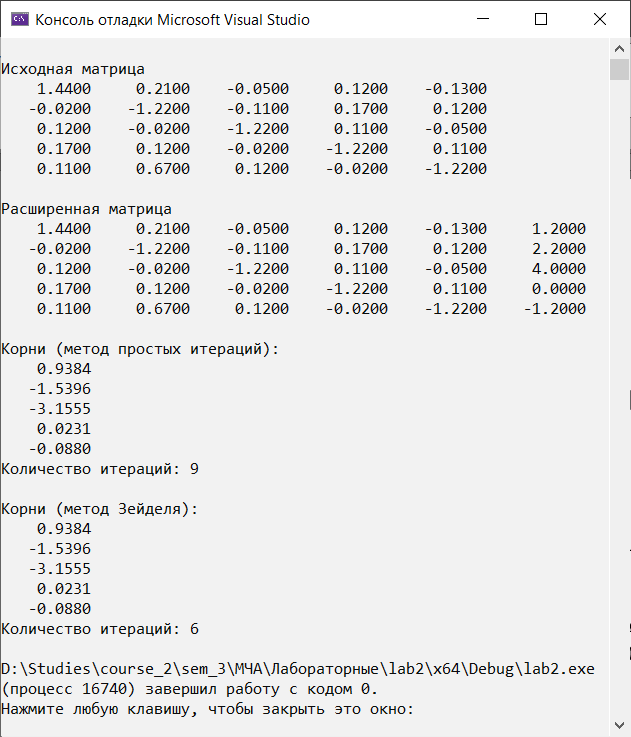 Консоль отладки Microsoft Visual Studio
Исходная матрица
1.4400 0.2100 -0.0500 0.1200 -0.1300
-0.0200 -1.2200 -0.1100 0.1700 0.1200
0.1200 -0.0200 -1.2200 0.1100 -0.0500
0.1700 0.1200 -0.0200 -1.2200 0.1100
0.1100 0.6700 0.1200 -0.0200 -1.2200
Расширенная матрица
1.4400 0.2100 -0.0500 0.1200 -0.1300 1.2000
-0.0200 -1.2200 -0.1100 0.1700 0.1200 2.2000
0.1200 -0.0200 -1.2200 0.1100 -0.0500 4.0000
0.1700 0.1200 -0.0200 -1.2200 0.1100 0.0000
0.1100 0.6700 0.1200 -0.0200 -1.2200 -1.2000
Корни (метод простых итераций):
0.9384
-1.5396
-3.1555
0.0231
-0.0880
Количество итераций: 9
Корни (метод Зейделя):
0.9384
-1.5396
-3.1555
0.0231
-0.0880
Количество итераций: 6
D:\Studies\course_2\sem_3\МЧА\Лабораторные\lab2\x64\Debug\lab2.exe
(процесс 16740) завершил работу с кодом 0.
Нажмите любую клавишу, чтобы закрыть это окно: